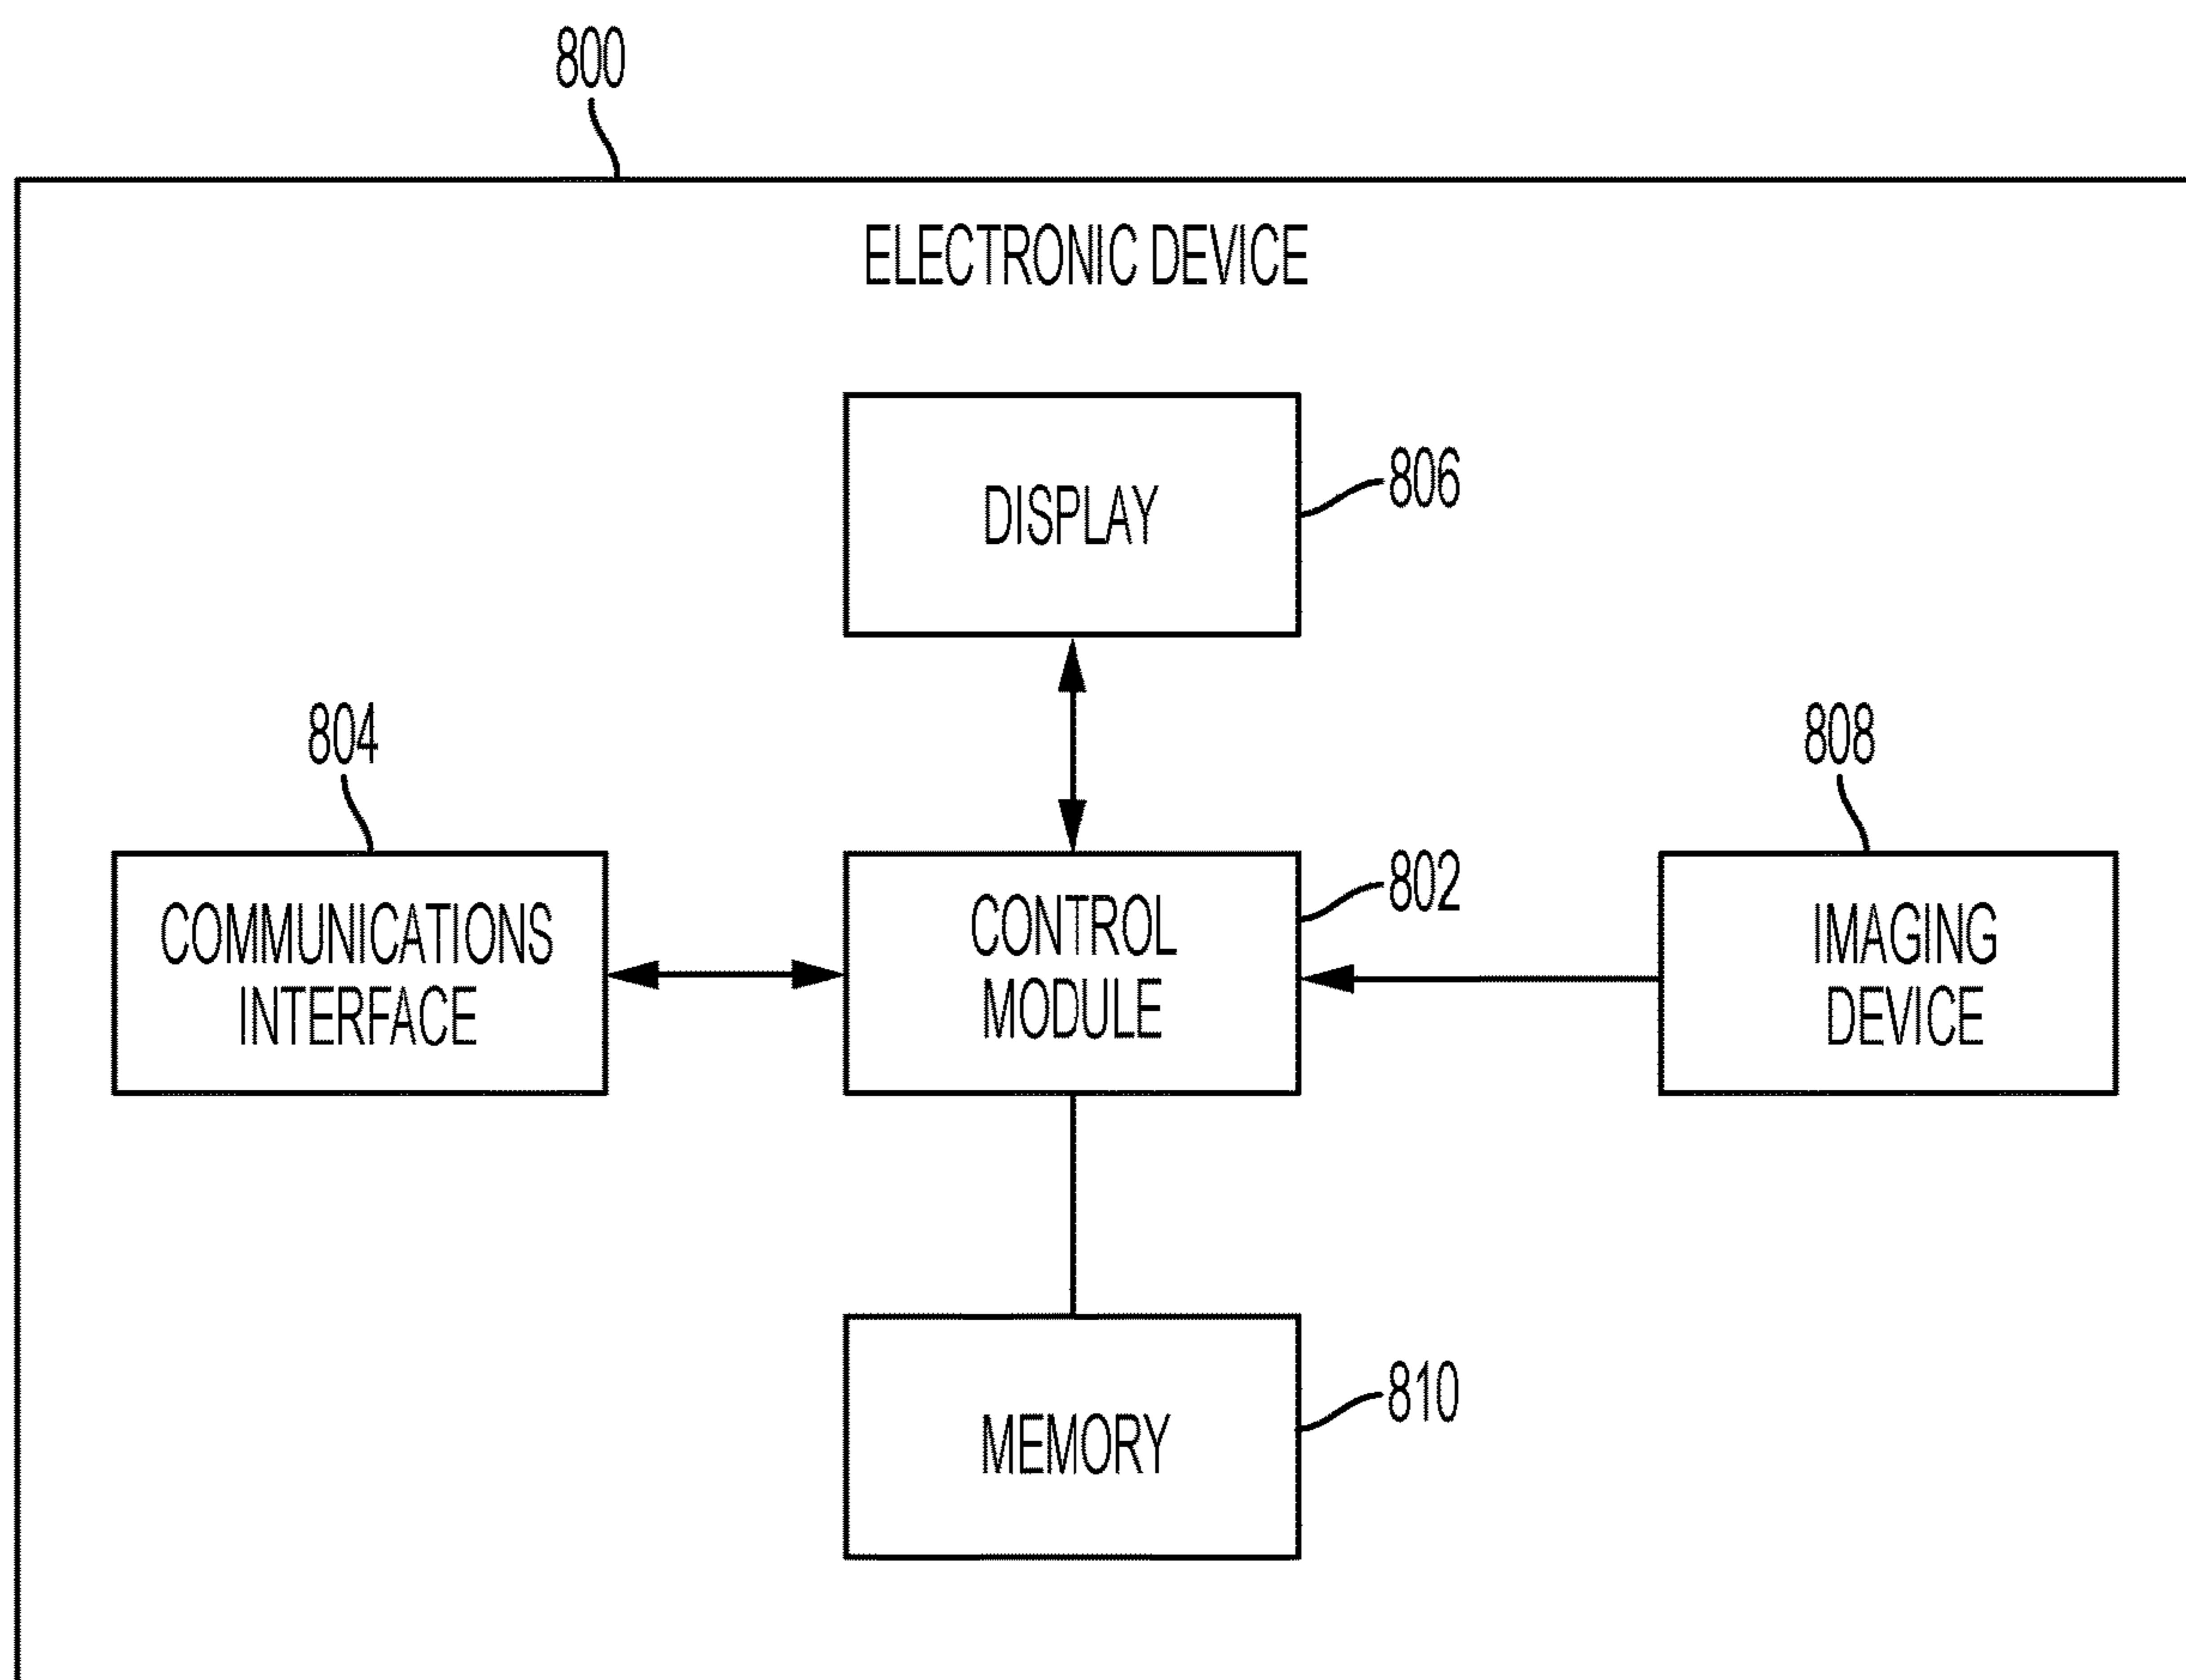 800
ELECTRONIC DEVICE
DISPLAY
806
804
808
COMMUNICATIONS
INTERFACE
CONTROL
MODULE
802
IMAGING
DEVICE
MEMORY
810